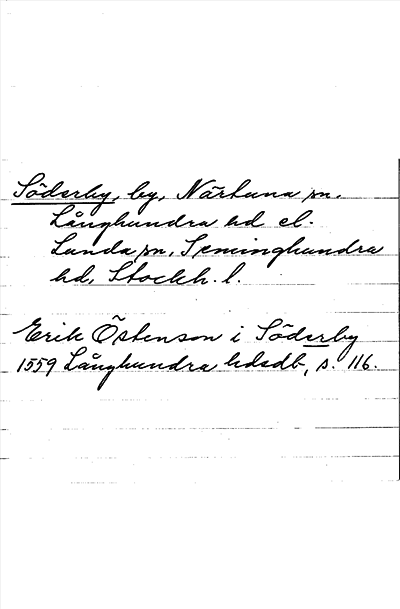 Söderby, by, Närtuna sn.
Långhundra hd el.
Lunda sn, Seminghundra
hd, Stockh. l.
Erik Östenson i Söderby
1559 Långhundra hdsdb, s. 116.